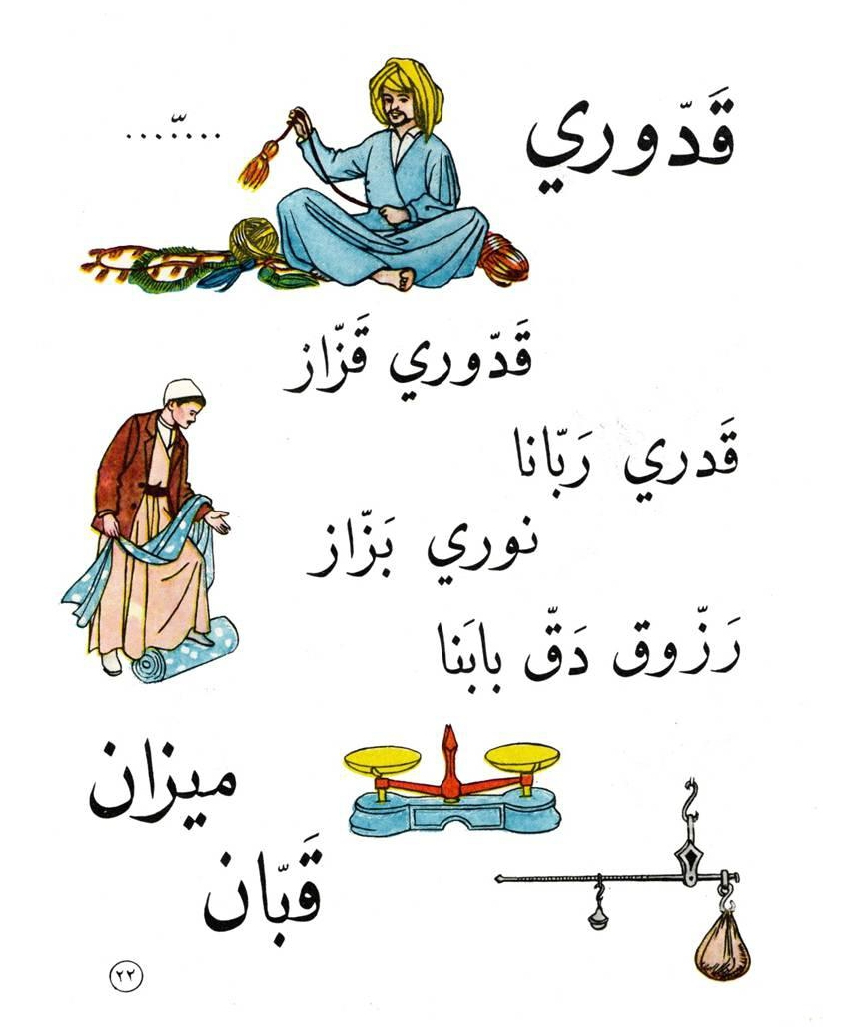 قَدّوري
.....ّ...
قَدّوري قَزّاز
قَدري رَبّانا
نوري بَزّاز
رَزّوق دَقّ بابَنا
ميزان
قَبّان
٢٢